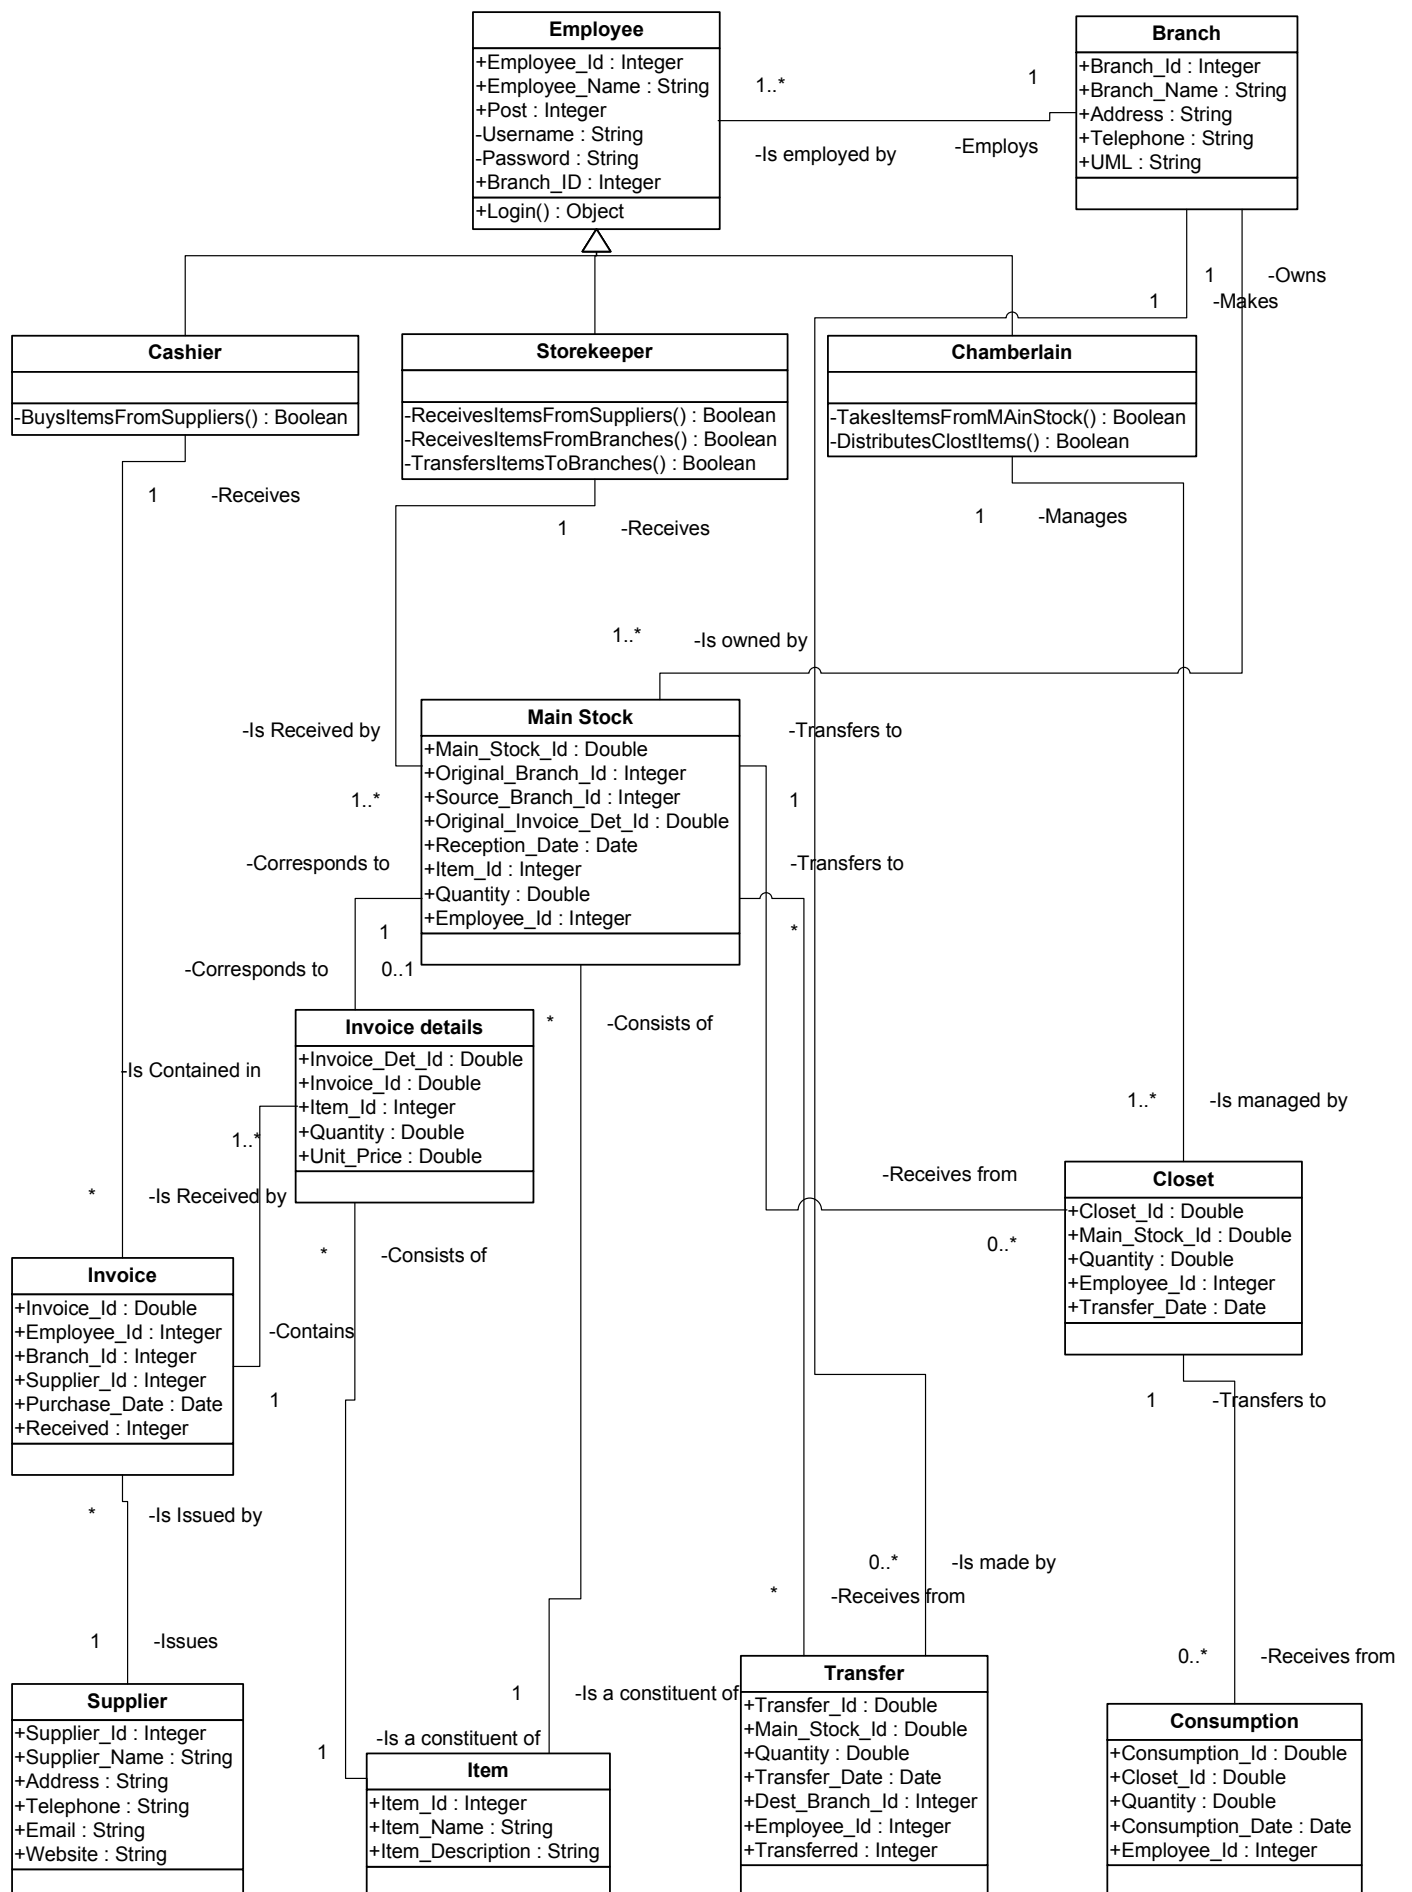 Employee
+Employee_Id : Integer
+Employee_Name : String
+Post : Integer
-Username : String
-Password : String
+Branch_ID : Integer
+Login() : Object
1..*
1
-Is employed by
-Employs
Branch
+Branch_Id : Integer
+Branch_Name : String
+Address : String
+Telephone : String
+UML : String
1
-Owns
1
-Makes
Cashier
-BuysItemsFromSuppliers() : Boolean
1
-Receives
Storekeeper
-ReceivesItemsFromSuppliers() : Boolean
-ReceivesItemsFromBranches() : Boolean
-TransfersItemsToBranches() : Boolean
1
-Receives
Chamberlain
-TakesItemsFromMAinStock() : Boolean
-DistributesClostItems() : Boolean
1
-Manages
1..*
-Is owned by
-Is Received by
1..*
-Corresponds to
Main Stock
+Main_Stock_Id : Double
+Original_Branch_Id : Integer
+Source_Branch_Id : Integer
+Original_Invoice_Det_Id : Double
+Reception_Date : Date
+Item_Id : Integer
+Quantity : Double
+Employee_Id : Integer
-Transfers to
1
-Transfers to
*
1
-Corresponds to
0..1
*
-Consists of
Invoice details
+Invoice_Det_Id : Double
+Invoice_Id : Double
+Item_Id : Integer
+Quantity : Double
+Unit_Price : Double
-Is Contained in
1..*
*
-Is Received by
*
-Consists of
1..*
-Is managed by
-Receives from
0..*
Closet
+Closet_Id : Double
+Main_Stock_Id : Double
+Quantity : Double
+Employee_Id : Integer
+Transfer_Date : Date
Invoice
+Invoice_Id : Double
+Employee_Id : Integer
+Branch_Id : Integer
+Supplier_Id : Integer
+Purchase_Date : Date
+Received : Integer
-Contains
1
1
-Transfers to
*
-Is Issued by
0..*
-Is made by
*
-Receives from
1
-Issues
0..*
-Receives from
Supplier
+Supplier_Id : Integer
+Supplier_Name : String
+Address : String
+Telephone : String
+Email : String
+Website : String
1
-Is a constituent of
-Is a constituent of
1
Item
+Item_Id : Integer
+Item_Name : String
+Item_Description : String
Transfer
+Transfer_Id : Double
+Main_Stock_Id : Double
+Quantity : Double
+Transfer_Date : Date
+Dest_Branch_Id : Integer
+Employee_Id : Integer
+Transferred : Integer
Consumption
+Consumption_Id : Double
+Closet_Id : Double
+Quantity : Double
+Consumption_Date : Date
+Employee_Id : Integer